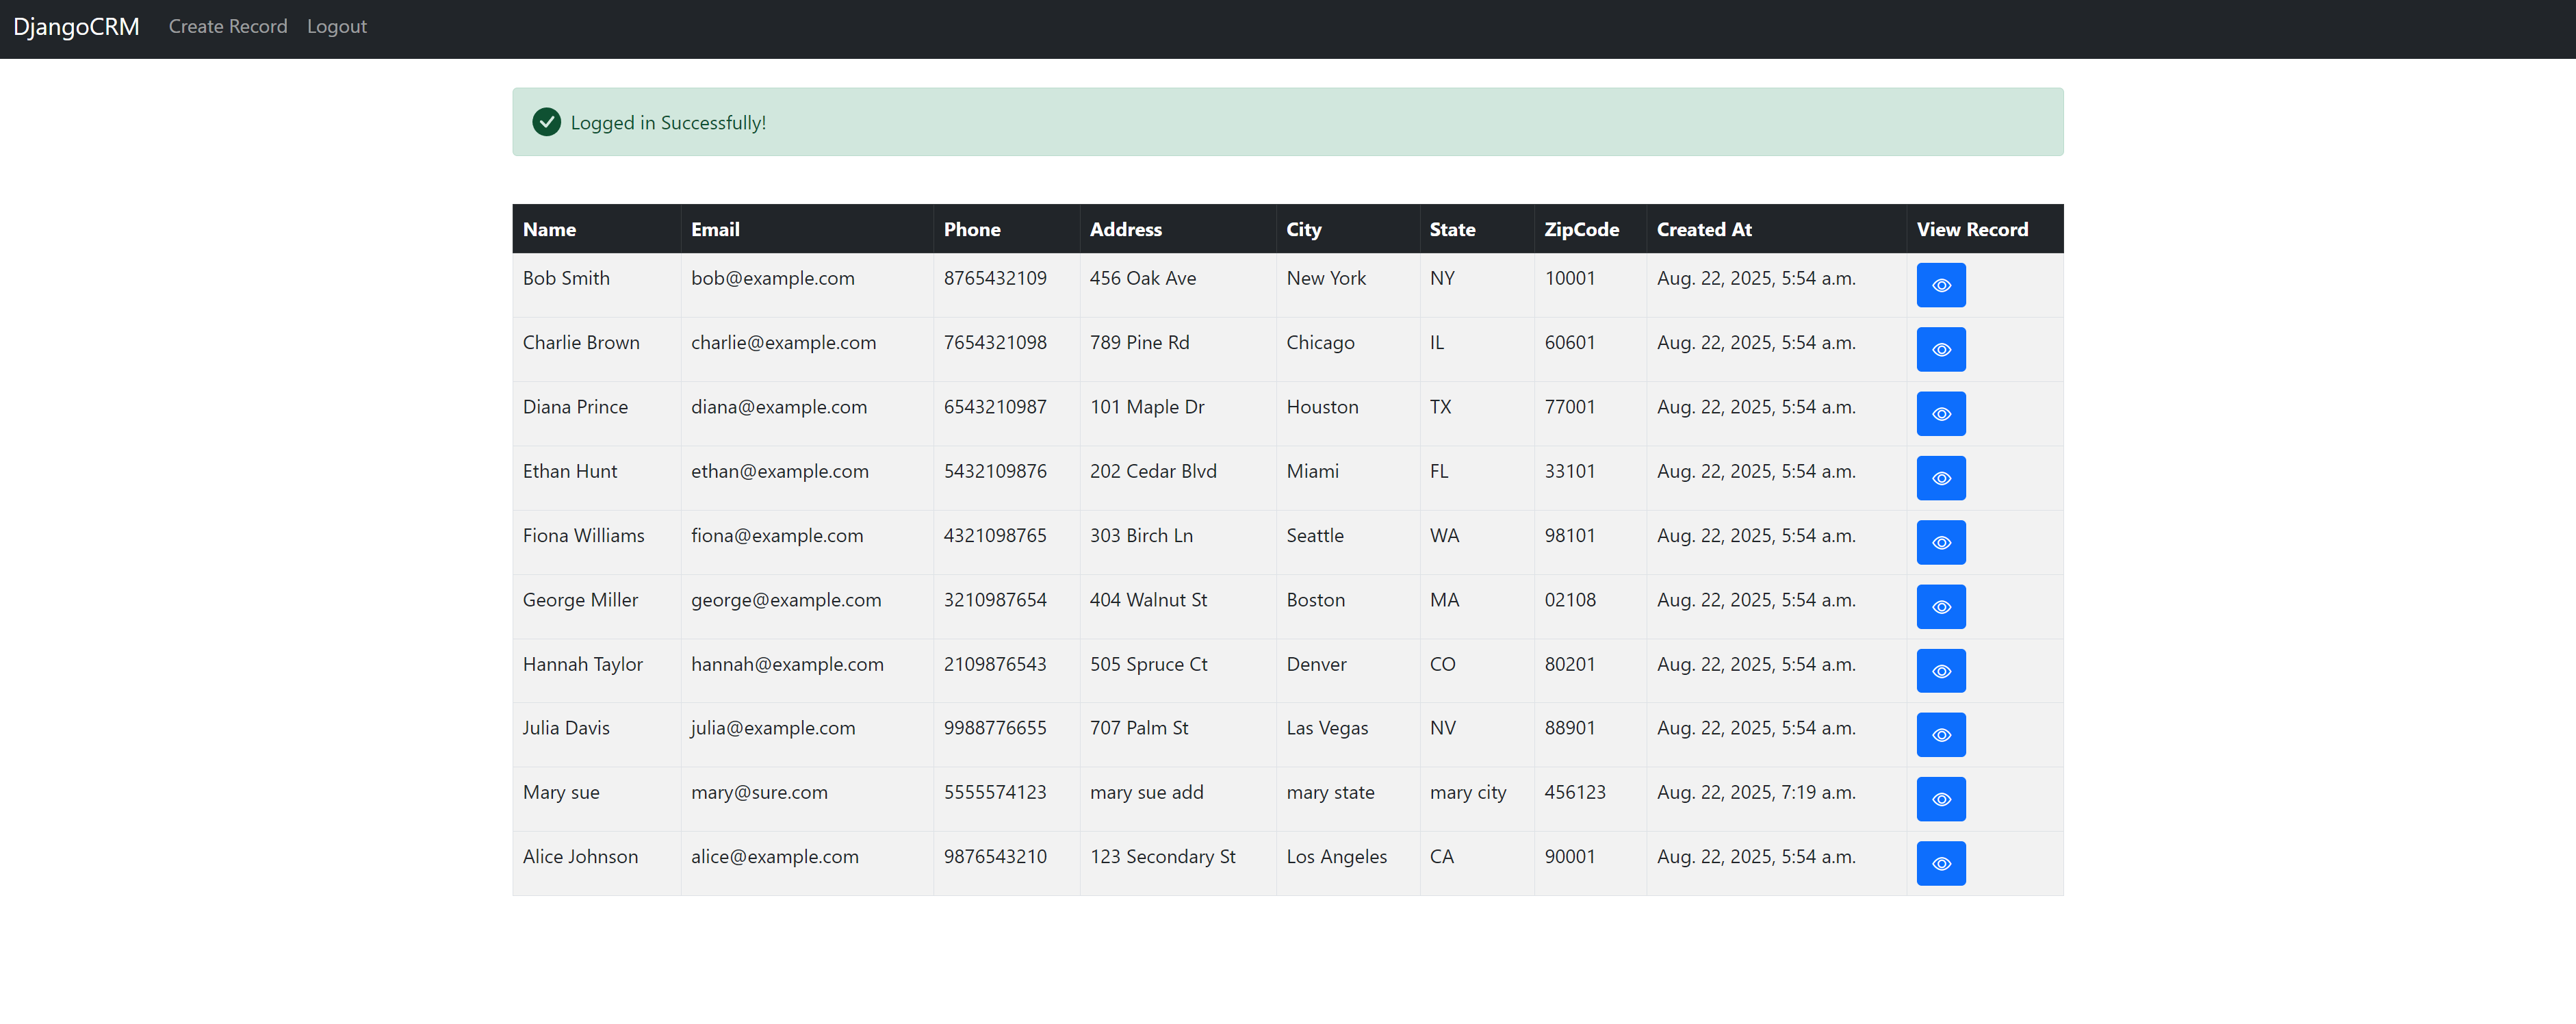 DjangoCRM Create Record Logout
Logged in Successfully!
Name Email Phone Address City State ZipCode Created At View Record
Bob Smith bob@example.com 8765432109 456 Oak Ave New York NY 10001 Aug. 22, 2025, 5:54 a.m.
Charlie Brown charlie@example.com 7654321098 789 Pine Rd Chicago IL 60601 Aug. 22, 2025, 5:54 a.m.
Diana Prince diana@example.com 6543210987 101 Maple Dr Houston TX 77001 Aug. 22, 2025, 5:54 a.m.
Ethan Hunt ethan@example.com 5432109876 202 Cedar Blvd Miami FL 33101 Aug. 22, 2025, 5:54 a.m.
Fiona Williams fiona@example.com 4321098765 303 Birch Ln Seattle WA 98101 Aug. 22, 2025, 5:54 a.m.
George Miller george@example.com 3210987654 404 Walnut St Boston MA 02108 Aug. 22, 2025, 5:54 a.m.
Hannah Taylor hannah@example.com 2109876543 505 Spruce Ct Denver CO 80201 Aug. 22, 2025, 5:54 a.m.
Julia Davis julia@example.com 9988776655 707 Palm St Las Vegas NV 88901 Aug. 22, 2025, 5:54 a.m.
Mary sue mary@sure.com 5555574123 mary sue add mary state mary city 456123 Aug. 22, 2025, 7:19 a.m.
Alice Johnson alice@example.com 9876543210 123 Secondary St Los Angeles CA 90001 Aug. 22, 2025, 5:54 a.m.